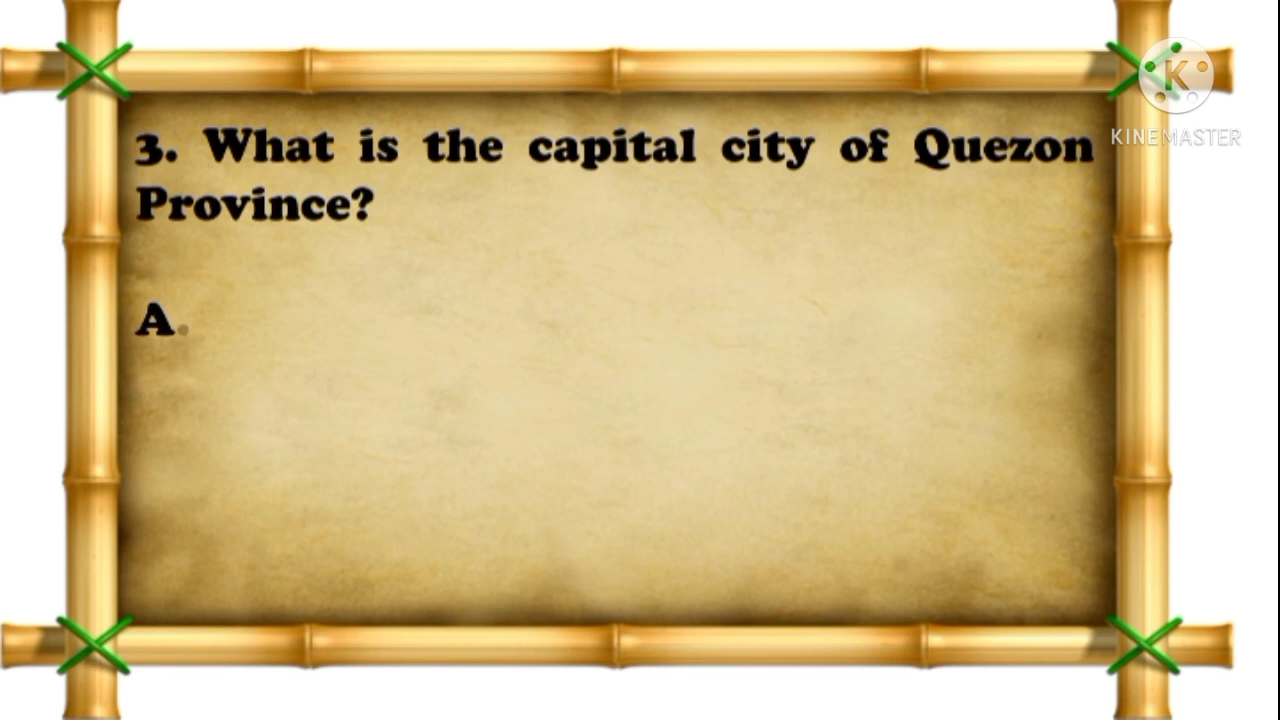 3. What is the capital city of Quezon
Province?
A.
K
KINEMASTER